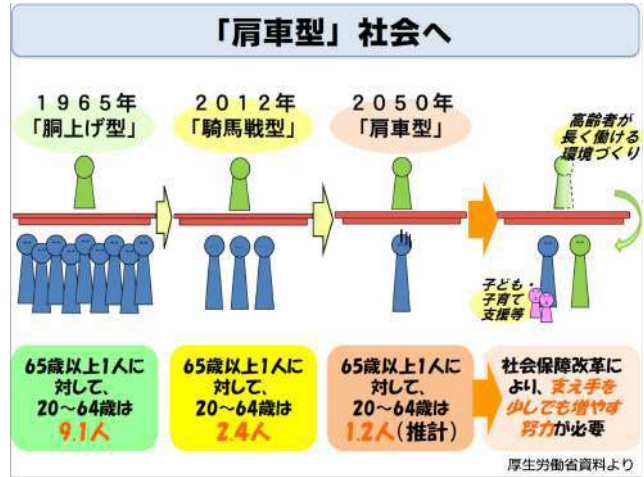 「肩車型」社会へ
1965年
「胴上げ型」
2012年
「騎馬戦型」
2050年
「肩車型」
高齢者が
長く働ける
環境づくり
子ども・
子育て
支援等
65歳以上1人に
対して、
20～64歳は
9.1人
65歳以上1人に
対して、
20～64歳は
2.4人
65歳以上1人に
対して、
20～64歳は
1.2人(推計)
社会保障改革に
より、支え手を
少しでも増やす
努力が必要
厚生労働省資料より